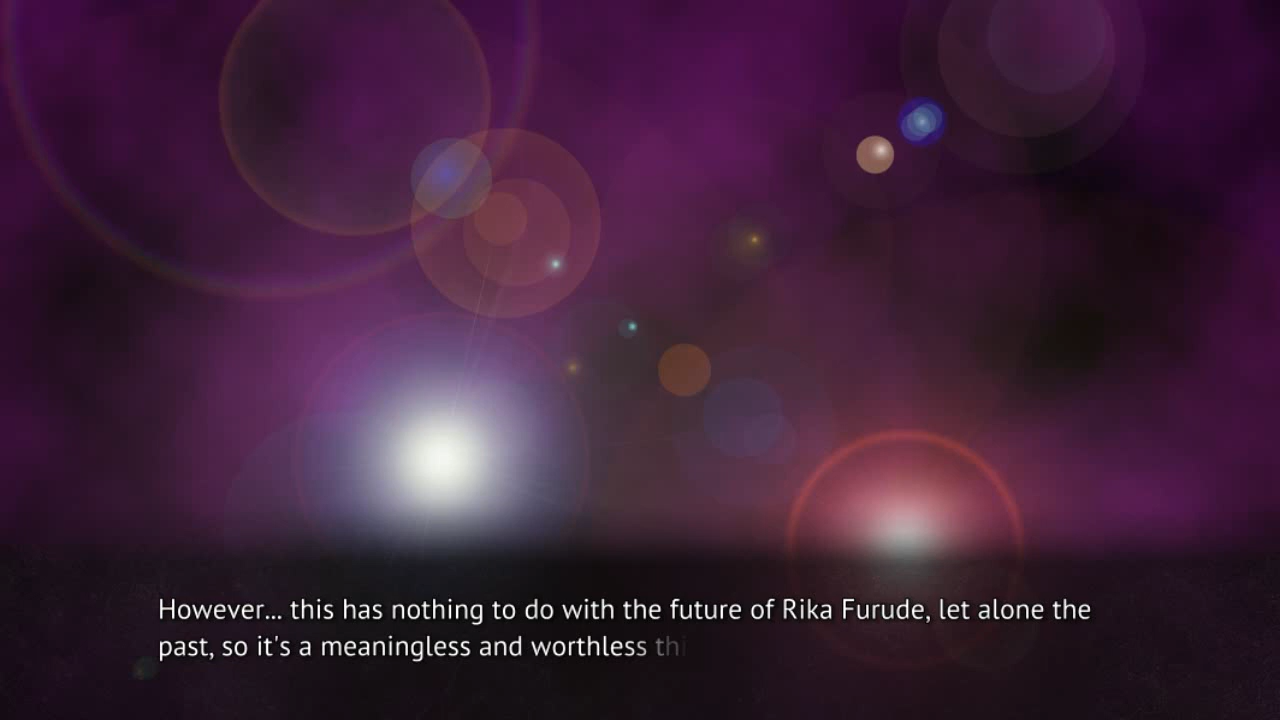 However... this has nothing to do with the future of Rika Furude, let alone the
past, so it's a meaningless and worthless thi